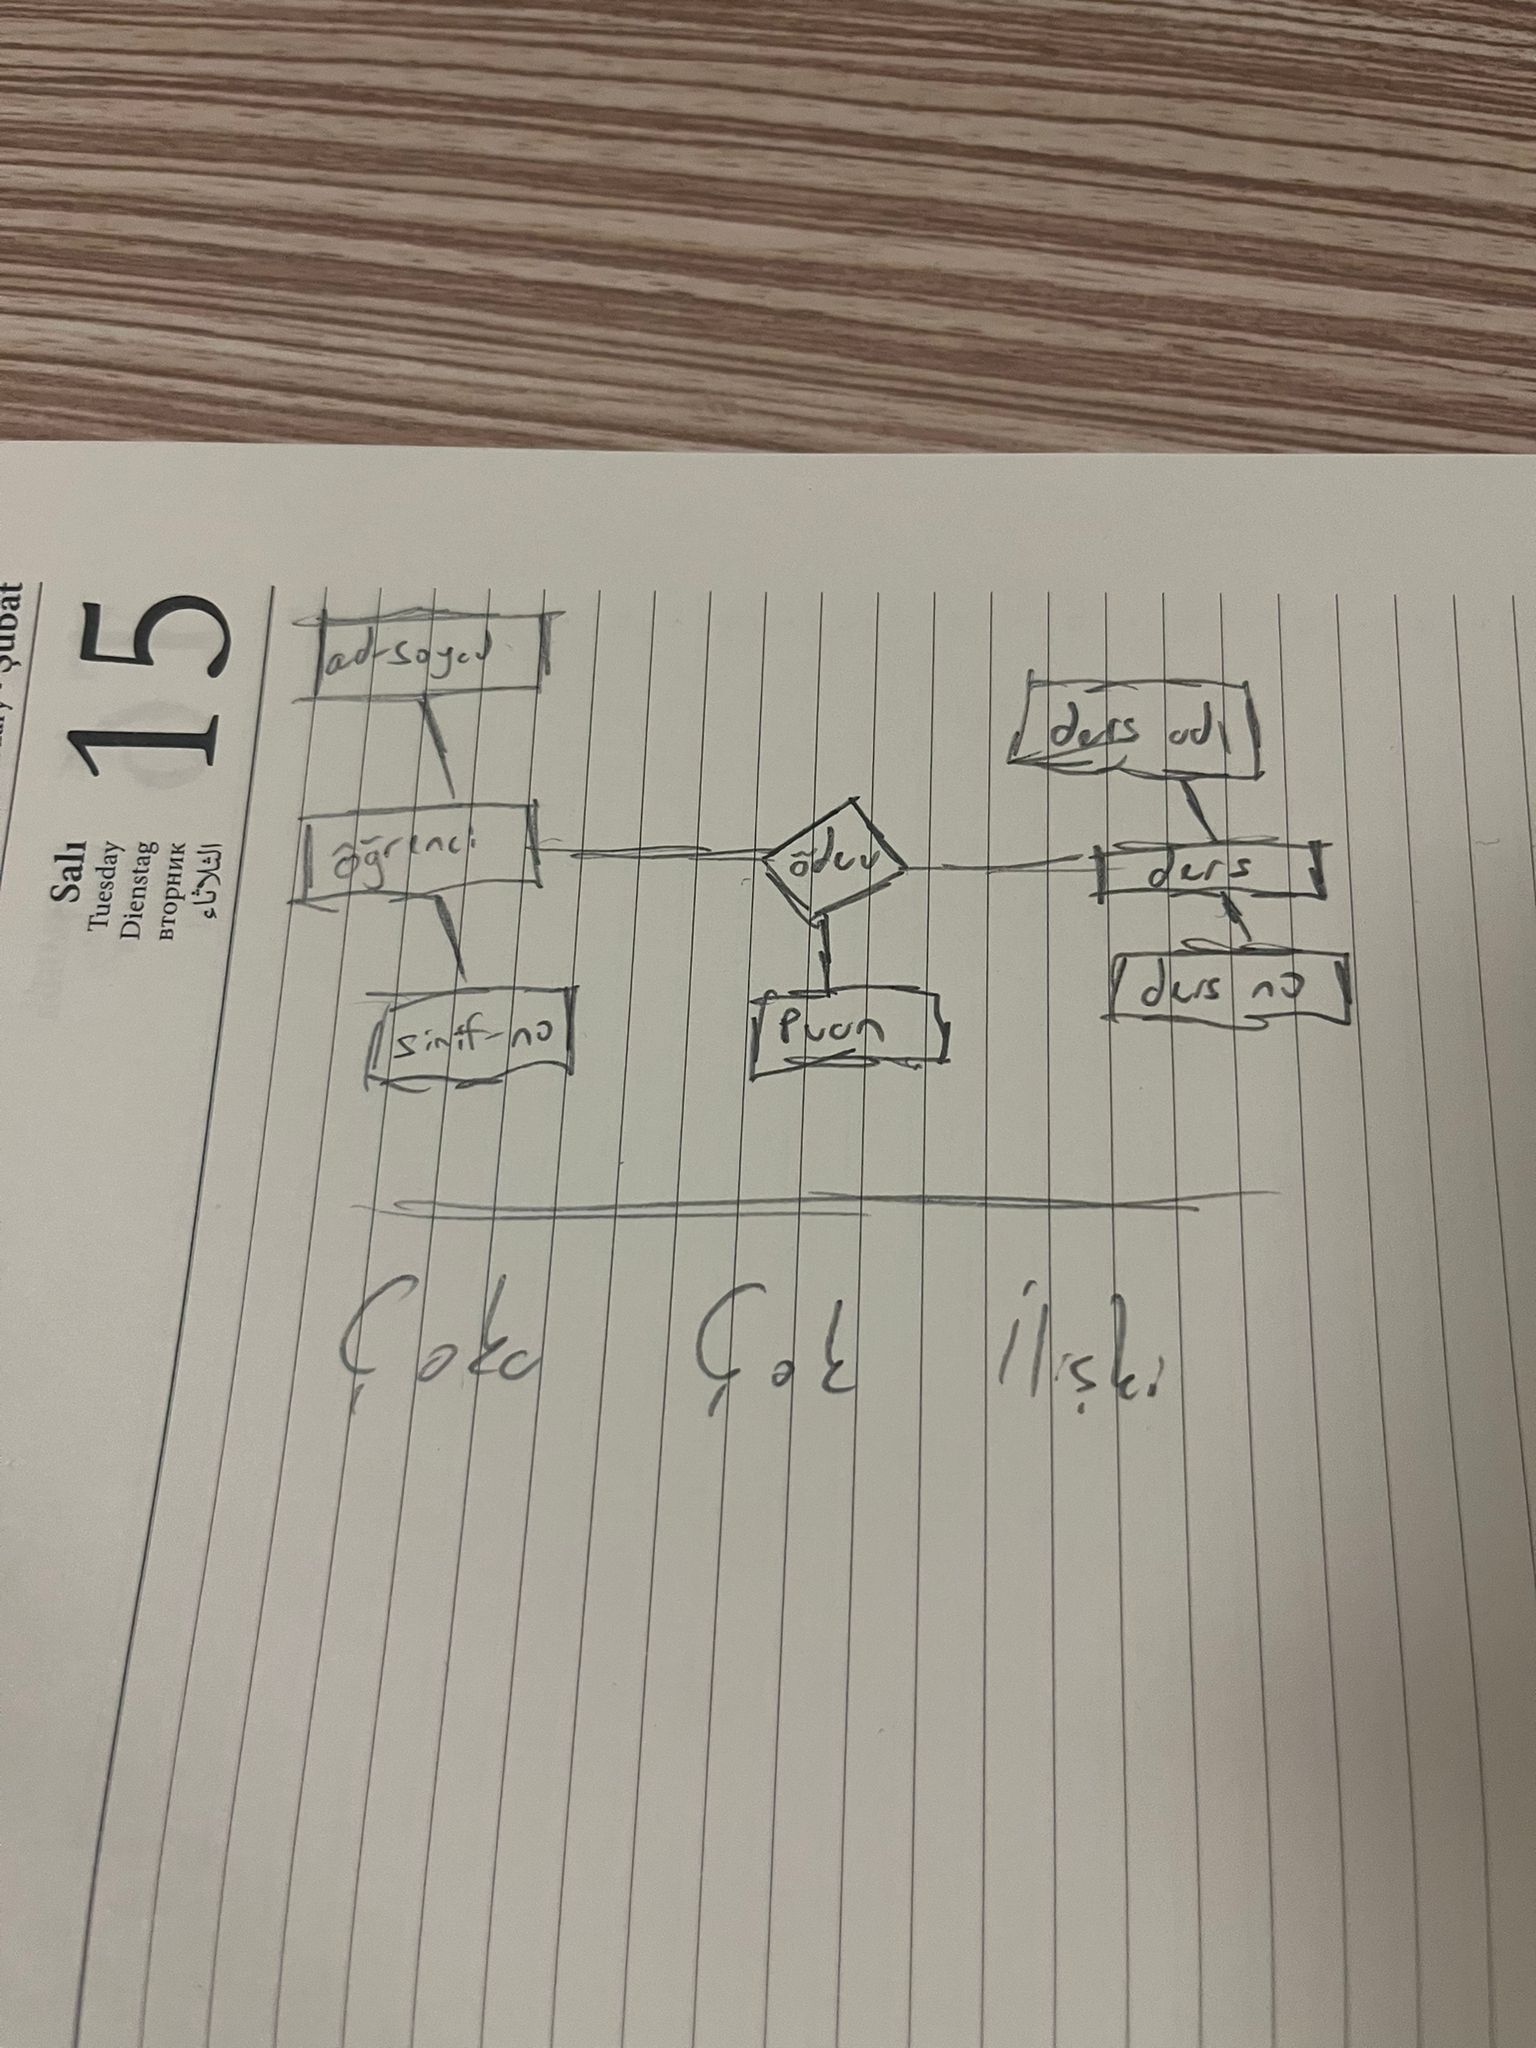 Şubat
15
Salı
Tuesday
Dienstag
вторник
الثلاثاء
ad-soyad
öğrenci
sinif-no
ödev
Puan
ders adı
ders
ders no
Çoka Çok İlişki